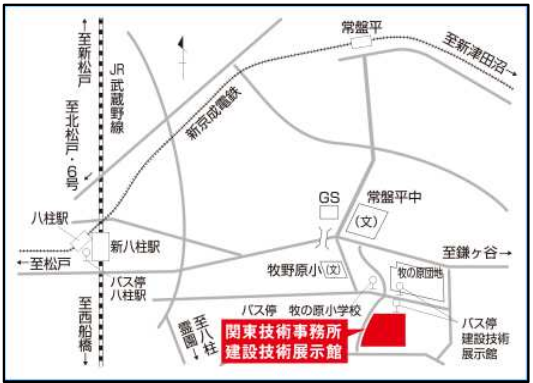 常盤平
至新津田沼
至新松戸
JR武蔵野線
至北松戸・6号
新京成電鉄
GS
常盤平中
(文)
八柱駅
新八柱駅
至松戸
バス停
八柱駅
牧野原小
(文)
至鎌ヶ谷
牧の原団地
至西船橋
至八柱
霊園
バス停 牧の原小学校
関東技術事務所
建設技術展示館
バス停
建設技術
展示館